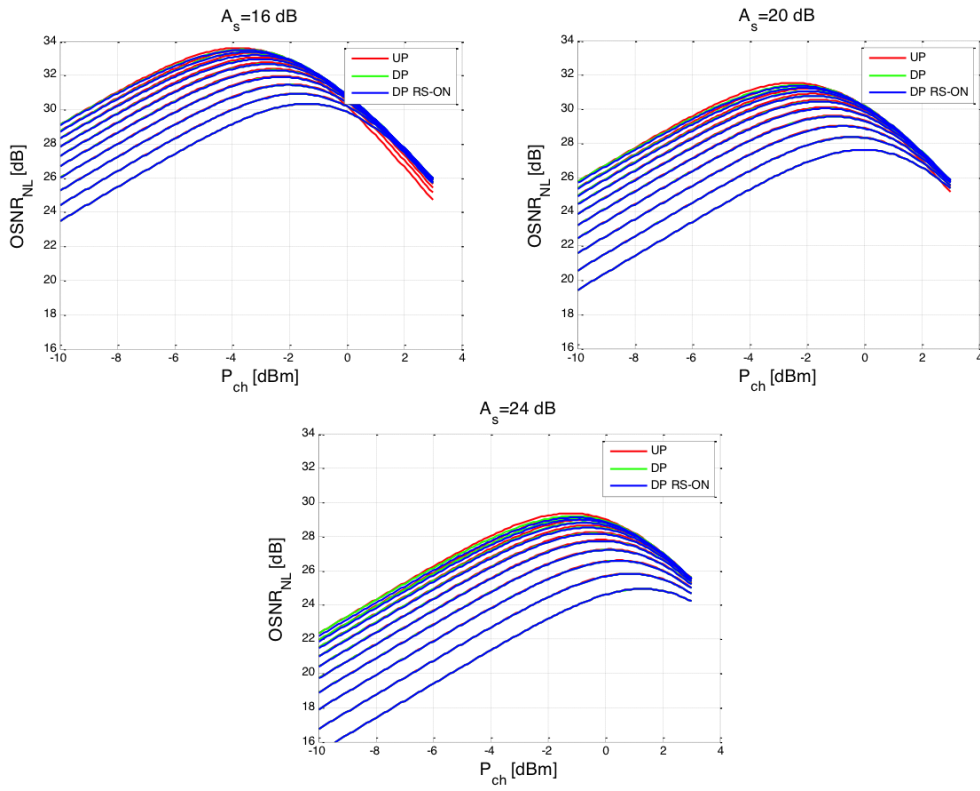 A_s=16 dB
OSNR_NL [dB]
34
32
30
28
26
24
22
20
18
16
UP
DP
DP RS-ON
-10 -8 -6 -4 -2 0 2 4
P_ch [dBm]
A_s=20 dB
OSNR_NL [dB]
34
32
30
28
26
24
22
20
18
16
UP
DP
DP RS-ON
-10 -8 -6 -4 -2 0 2 4
P_ch [dBm]
A_s=24 dB
OSNR_NL [dB]
34
32
30
28
26
24
22
20
18
16
UP
DP
DP RS-ON
-10 -8 -6 -4 -2 0 2 4
P_ch [dBm]